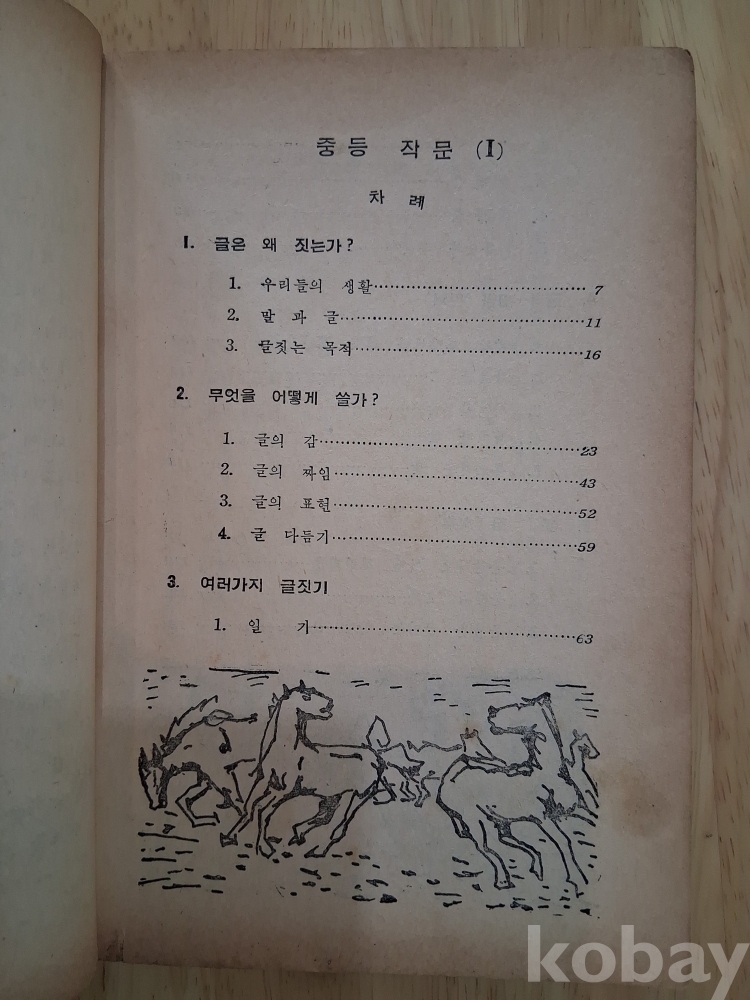 중등 작문 (I)
차 례
1. 글은 왜 짓는가?
1. 우리들의 생활……………………………7
2. 말 과 글……………………………11
3. 글짓는 목적……………………………16
2. 무엇을 어떻게 쓸가?
1. 글의 감……………………………23
2. 글의 짜임……………………………43
3. 글의 표현……………………………52
4. 글 다듬기……………………………59
3. 여러가지 글짓기
1. 일 기……………………………63
kobay